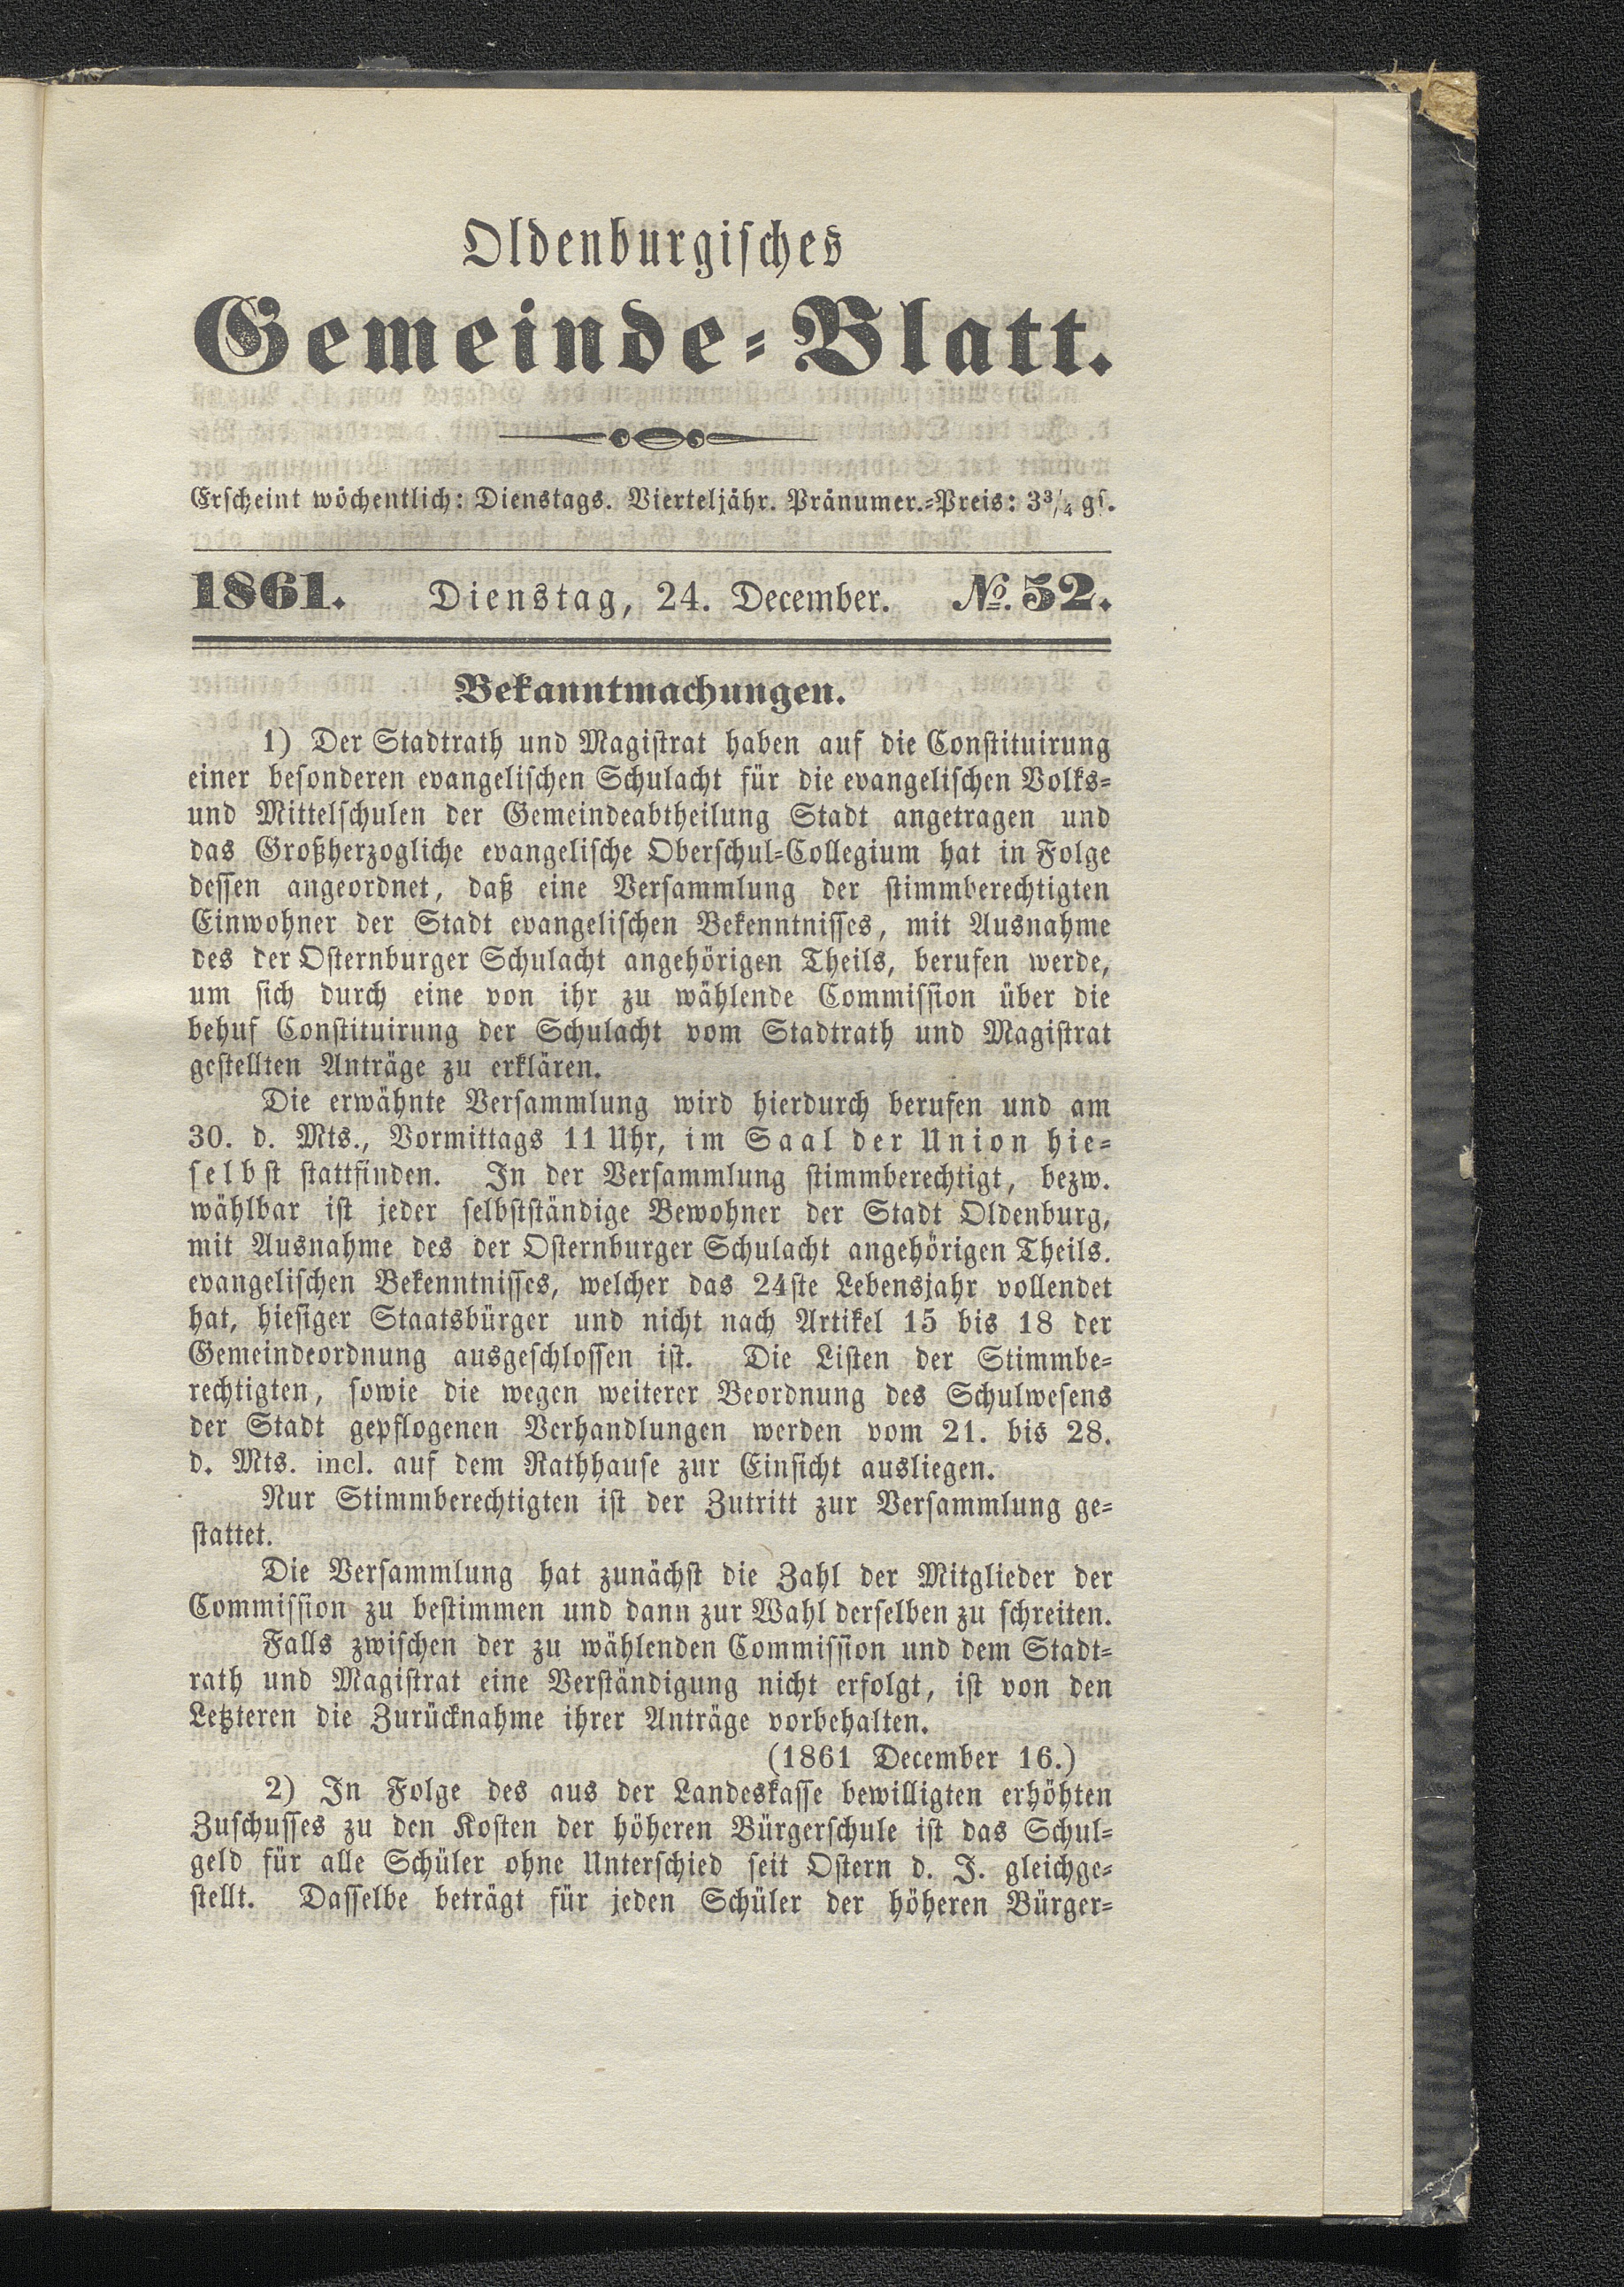 Oldenburgisches
Gemeinde-Blatt.
Erscheint wöchentlich: Dienstags. Vierteljähr. Pränumer.-Preis: 3¾ gs.
1861. Dienstag, 24. December. №. 52.
Bekanntmachungen.
1) Der Stadtrath und Magistrat haben auf die Constituirung
einer besonderen evangelischen Schulacht für die evangelischen Volks-
und Mittelschulen der Gemeindeabtheilung Stadt angetragen und
das Großherzogliche evangelische Oberschul-Collegium hat in Folge
dessen angeordnet, daß eine Versammlung der stimmberechtigten
Einwohner der Stadt evangelischen Bekenntnisses, mit Ausnahme
des der Osternburger Schulacht angehörigen Theils, berufen werde,
um sich durch eine von ihr zu wählende Commission über die
behuf Constituirung der Schulacht vom Stadtrath und Magistrat
gestellten Anträge zu erklären.
Die erwähnte Versammlung wird hierdurch berufen und am
30. d. Mts., Vormittags 11 Uhr, im Saal der Union hie-
selbst stattfinden. In der Versammlung stimmberechtigt, bezw.
wählbar ist jeder selbstständige Bewohner der Stadt Oldenburg,
mit Ausnahme des der Osternburger Schulacht angehörigen Theils.
evangelischen Bekenntnisses, welcher das 24ste Lebensjahr vollendet
hat, hiesiger Staatsbürger und nicht nach Artikel 15 bis 18 der
Gemeindeordnung ausgeschlossen ist. Die Listen der Stimmbe-
rechtigten, sowie die wegen weiterer Beordnung des Schulwesens
der Stadt gepflogenen Verhandlungen werden vom 21. bis 28.
d. Mts. incl. auf dem Rathhause zur Einsicht ausliegen.
Nur Stimmberechtigten ist der Zutritt zur Versammlung ge-
stattet.
Die Versammlung hat zunächst die Zahl der Mitglieder der
Commission zu bestimmen und dann zur Wahl derselben zu schreiten.
Falls zwischen der zu wählenden Commission und dem Stadt-
rath und Magistrat eine Verständigung nicht erfolgt, ist von den
Letzteren die Zurücknahme ihrer Anträge vorbehalten.
(1861 December 16.)
2) In Folge des aus der Landeskasse bewilligten erhöhten
Zuschusses zu den Kosten der höheren Bürgerschule ist das Schul-
geld für alle Schüler ohne Unterschied seit Ostern d. J. gleichge-
stellt. Dasselbe beträgt für jeden Schüler der höheren Bürger-